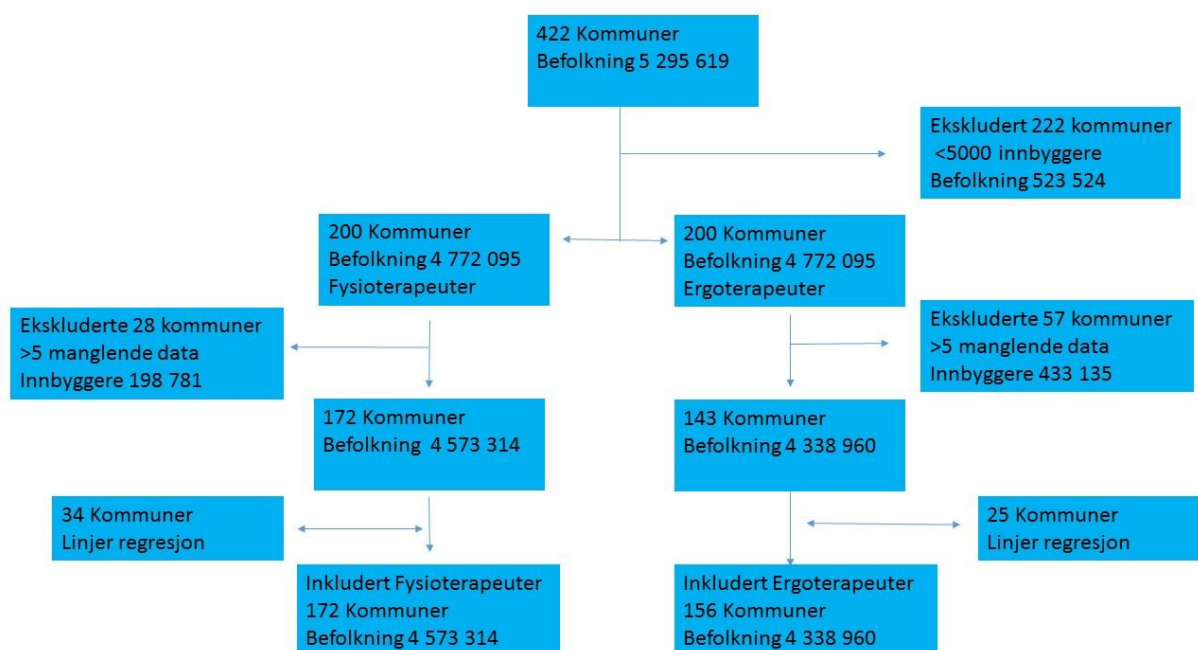 422 Kommuner
Befolkning 5 295 619
Ekskludert 222 kommuner
<5000 innbyggere
Befolkning 523 524
200 Kommuner
Befolkning 4 772 095
Fysioterapeuter
200 Kommuner
Befolkning 4 772 095
Ergoterapeuter
Ekskluderte 28 kommuner
>5 manglende data
Innbyggere 198 781
Ekskluderte 57 kommuner
>5 manglende data
Innbyggere 433 135
172 Kommuner
Befolkning 4 573 314
143 Kommuner
Befolkning 4 338 960
34 Kommuner
Linjer regresjon
25 Kommuner
Linjer regresjon
Inkludert Fysioterapeuter
172 Kommuner
Befolkning 4 573 314
Inkludert Ergoterapeuter
156 Kommuner
Befolkning 4 338 960